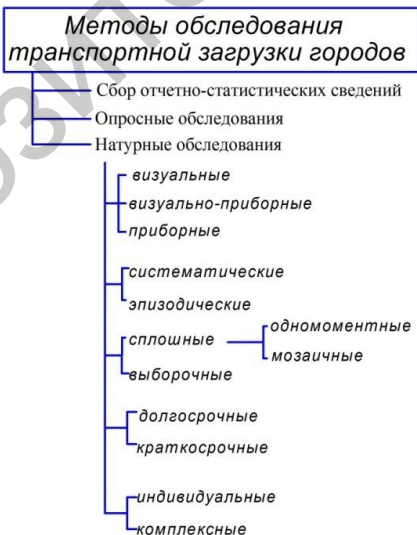 Методы обследования
транспортной загрузки городов
Сбор отчетно-статистических сведений
Опросные обследования
Натурные обследования
визуальные
визуально-приборные
приборные
систематические
эпизодические
сплошные
одномоментные
мозаичные
выборочные
долгосрочные
краткосрочные
индивидуальные
комплексные